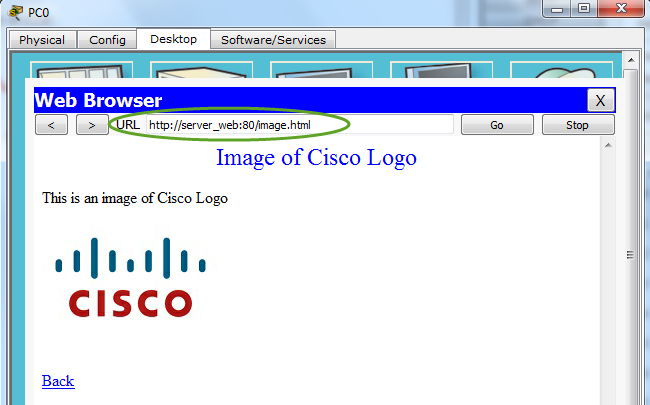 PC0
Physical Config Desktop Software/Services
Web Browser X
< > URL http://server_web:80/image.html Go Stop
Image of Cisco Logo
This is an image of Cisco Logo
CISCO
Back